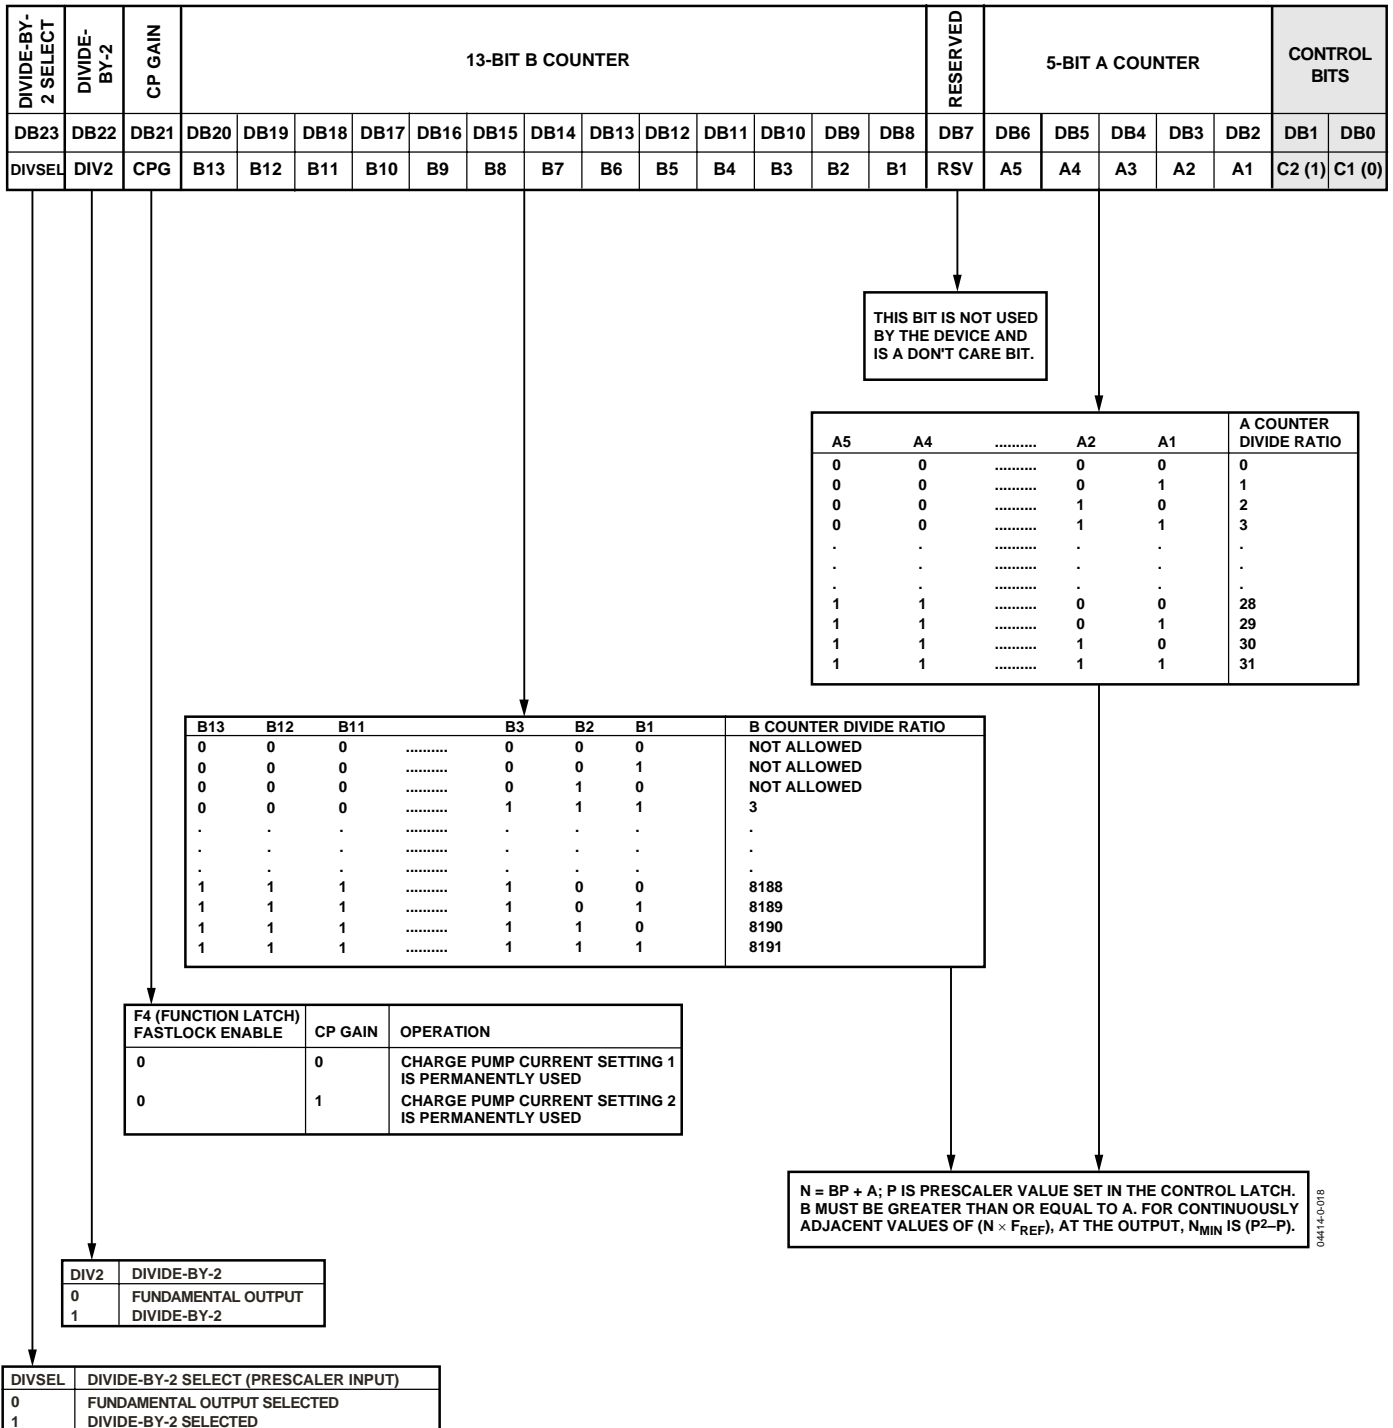 DIVIDE-BY-
2 SELECT
DIVIDE-
BY-2
CP GAIN
13-BIT B COUNTER
RESERVED
5-BIT A COUNTER
CONTROL
BITS
DB23 DB22 DB21 DB20 DB19 DB18 DB17 DB16 DB15 DB14 DB13 DB12 DB11 DB10 DB9 DB8 DB7 DB6 DB5 DB4 DB3 DB2 DB1 DB0
DIVSEL DIV2 CPG B13 B12 B11 B10 B9 B8 B7 B6 B5 B4 B3 B2 B1 RSV A5 A4 A3 A2 A1 C2 (1) C1 (0)
THIS BIT IS NOT USED
BY THE DEVICE AND
IS A DON'T CARE BIT.
A COUNTER
A5 A4 .......... A2 A1 DIVIDE RATIO
0 0 .......... 0 0 0
0 0 .......... 0 1 1
0 0 .......... 1 0 2
0 0 .......... 1 1 3
. . .......... . . .
. . .......... . . .
. . .......... . . .
1 1 .......... 0 0 28
1 1 .......... 0 1 29
1 1 .......... 1 0 30
1 1 .......... 1 1 31
B13 B12 B11 B3 B2 B1 B COUNTER DIVIDE RATIO
0 0 0 .......... 0 0 0 NOT ALLOWED
0 0 0 .......... 0 0 1 NOT ALLOWED
0 0 0 .......... 0 1 0 NOT ALLOWED
0 0 0 .......... 1 1 1 3
. . . .......... . . . .
. . . .......... . . . .
. . . .......... . . . .
1 1 1 .......... 1 0 0 8188
1 1 1 .......... 1 0 1 8189
1 1 1 .......... 1 1 0 8190
1 1 1 .......... 1 1 1 8191
F4 (FUNCTION LATCH)
FASTLOCK ENABLE CP GAIN OPERATION
0 0 CHARGE PUMP CURRENT SETTING 1
IS PERMANENTLY USED
0 1 CHARGE PUMP CURRENT SETTING 2
IS PERMANENTLY USED
N = BP + A; P IS PRESCALER VALUE SET IN THE CONTROL LATCH.
B MUST BE GREATER THAN OR EQUAL TO A. FOR CONTINUOUSLY
ADJACENT VALUES OF (N × FREF), AT THE OUTPUT, NMIN IS (P²–P).
04414-0-018
DIV2 DIVIDE-BY-2
0 FUNDAMENTAL OUTPUT
1 DIVIDE-BY-2
DIVSEL DIVIDE-BY-2 SELECT (PRESCALER INPUT)
0 FUNDAMENTAL OUTPUT SELECTED
1 DIVIDE-BY-2 SELECTED